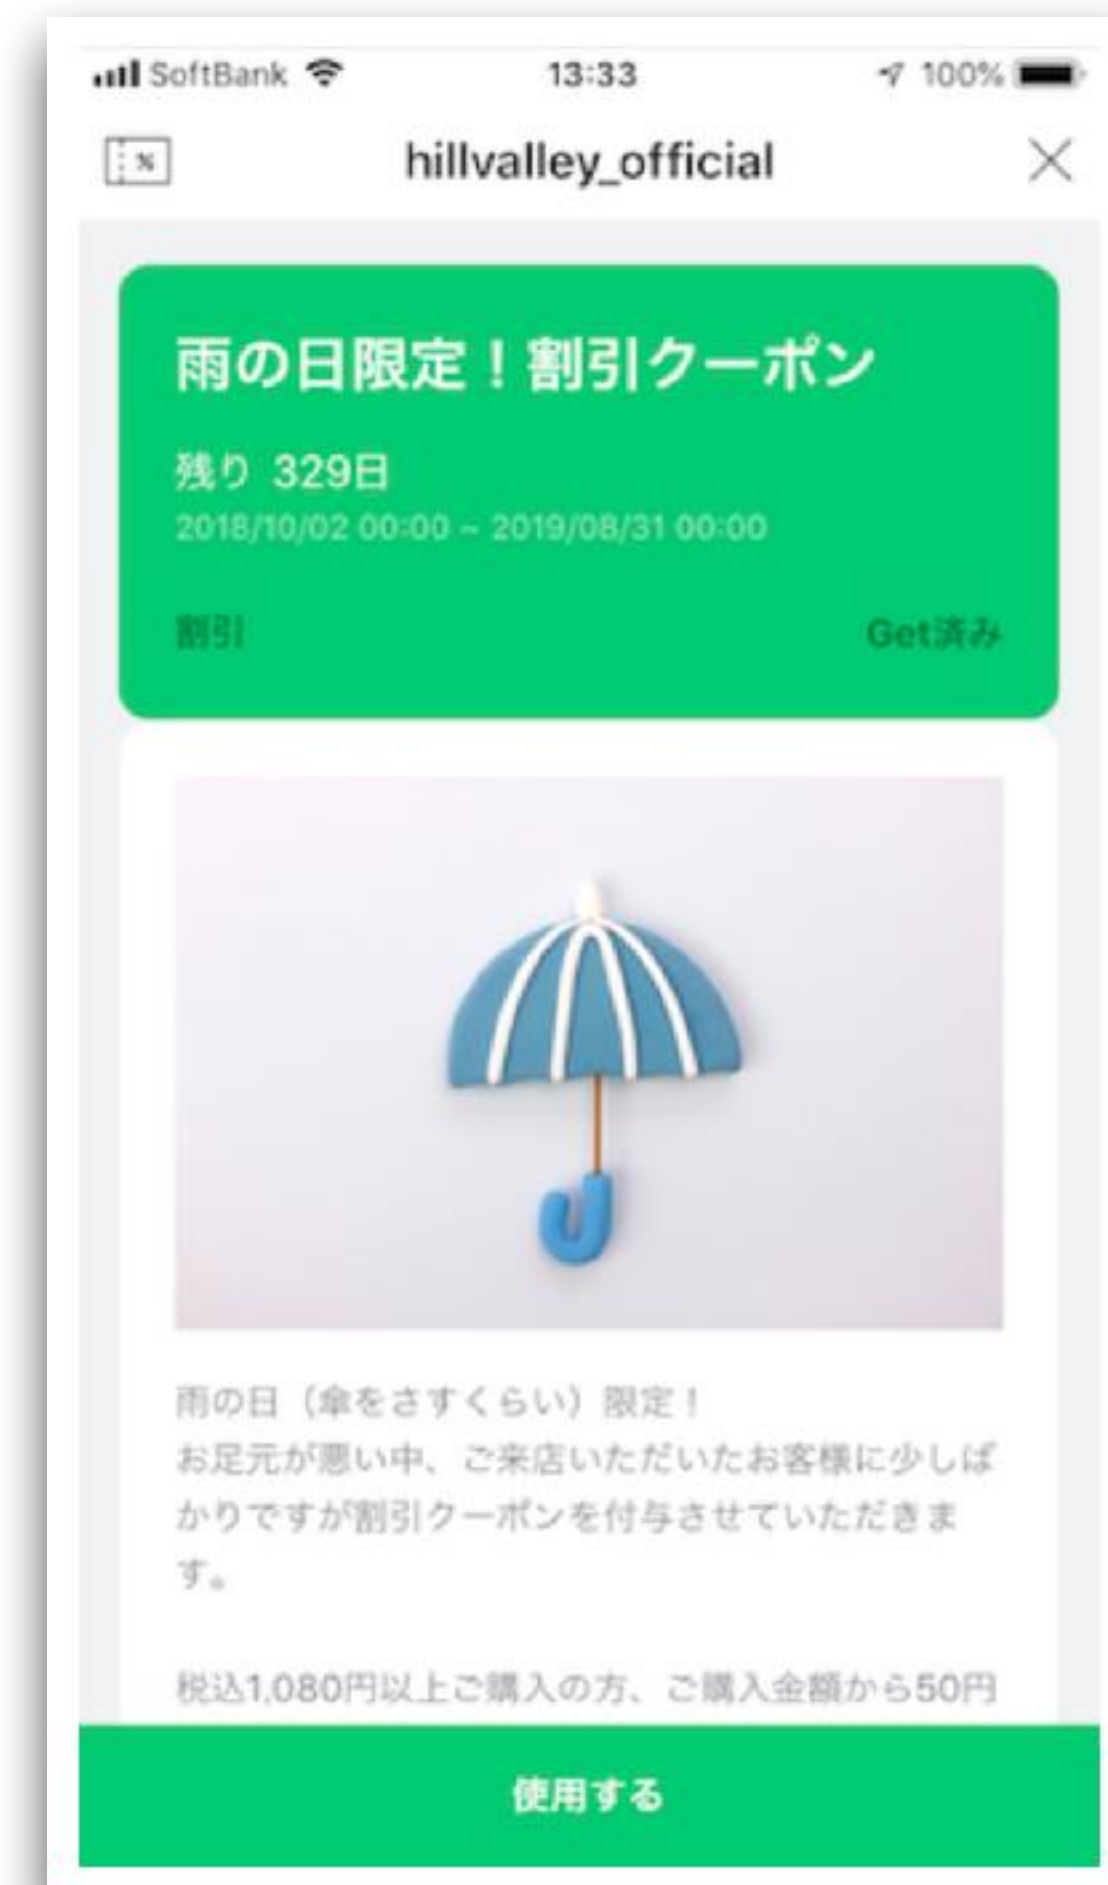 SoftBank 13:33 100%
% hillvalley_official
雨の日限定！割引クーポン
残り 329日
2018/10/02 00:00 ~ 2019/08/31 00:00
割引 Get済み
雨の日（傘をさすくらい）限定！
お足元が悪い中、ご来店いただいたお客様に少しば
かりですが割引クーポンを付与させていただきま
す。
税込1,080円以上ご購入の方、ご購入金額から50円
使用する